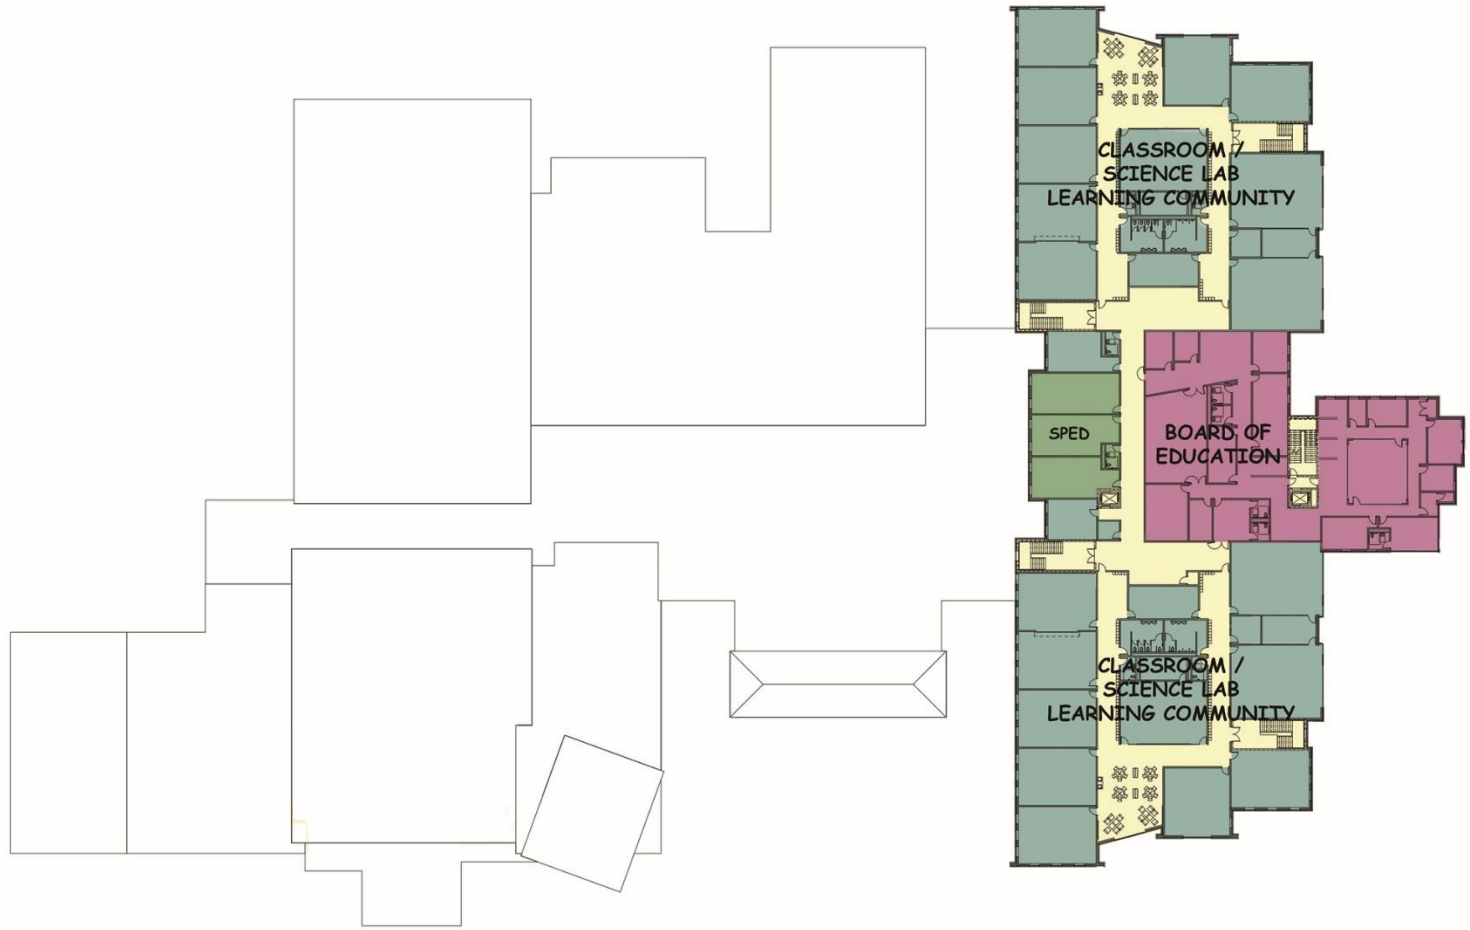 CLASSROOM /
SCIENCE LAB
LEARNING COMMUNITY
SPED
BOARD OF
EDUCATION
CLASSROOM /
SCIENCE LAB
LEARNING COMMUNITY